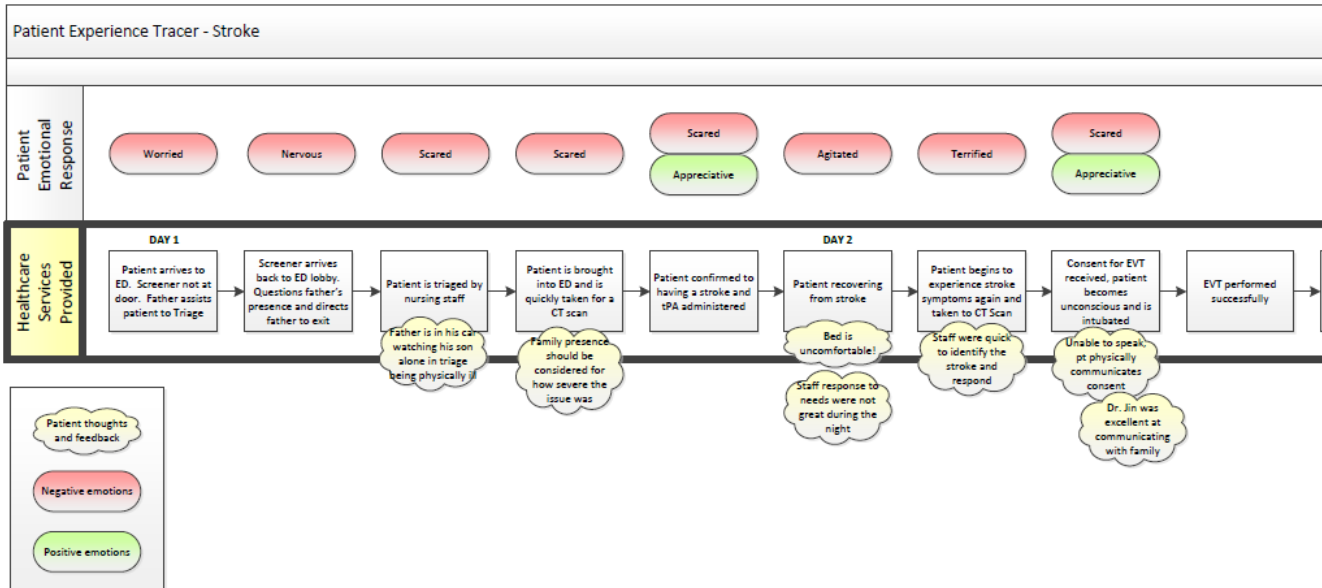 Patient Experience Tracer - Stroke
Patient
Emotional
Response
Worried
Nervous
Scared
Scared
Scared
Appreciative
Agitated
Terrified
Scared
Appreciative
Healthcare
Services
Provided
DAY 1
Patient arrives to
ED. Screener not at
door. Father assists
patient to Triage
Screener arrives
back to ED lobby.
Questions father's
presence and directs
father to exit
Patient is triaged by
nursing staff
Father is in his car
watching his son
alone in triage
being physically ill
Patient is brought
into ED and is
quickly taken for a
CT scan
Family presence
should be
considered for
how severe the
issue was
Patient confirmed to
having a stroke and
tPA administered
DAY 2
Patient recovering
from stroke
Bed is
uncomfortable!
Staff response to
needs were not
great during the
night
Patient begins to
experience stroke
symptoms again and
taken to CT Scan
Staff were quick
to identify the
stroke and
respond
Consent for EVT
received, patient
becomes
unconscious and is
intubated
Unable to speak,
pt physically
communicates
consent
Dr. Jin was
excellent at
communicating
with family
EVT performed
successfully
Patient thoughts
and feedback
Negative emotions
Positive emotions